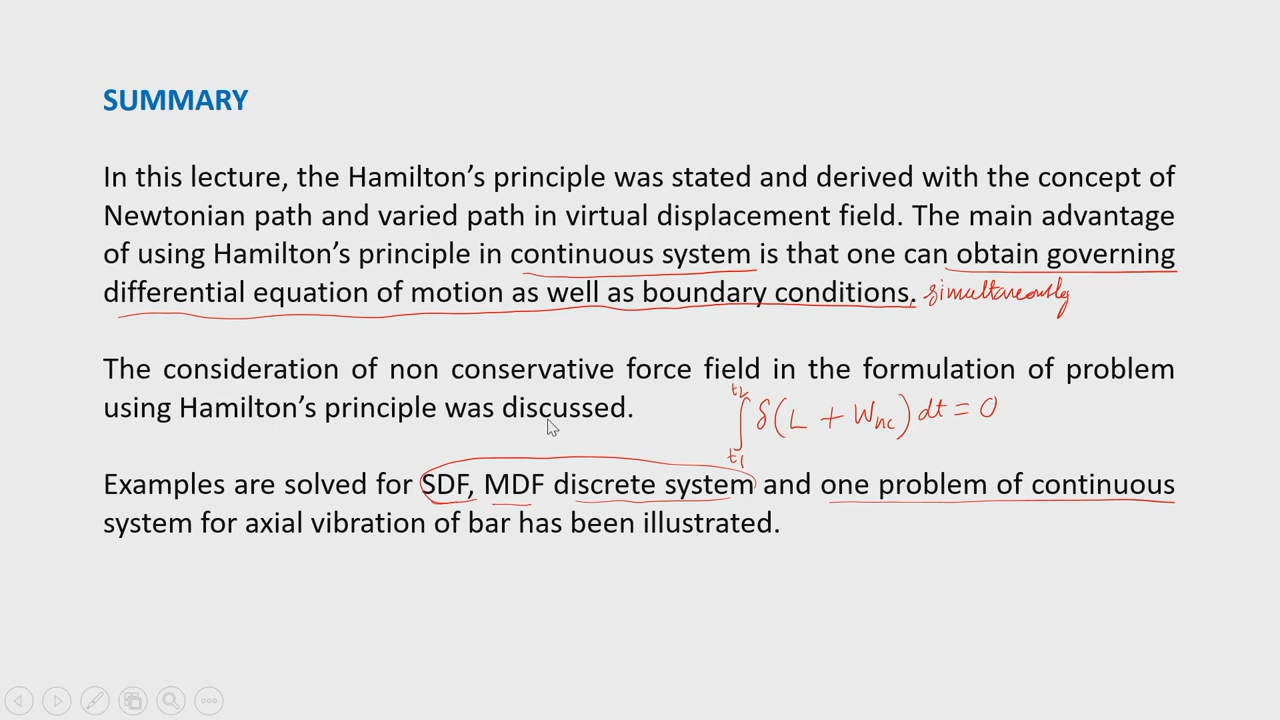 SUMMARY
In this lecture, the Hamilton's principle was stated and derived with the concept of
Newtonian path and varied path in virtual displacement field. The main advantage
of using Hamilton's principle in continuous system is that one can obtain governing
differential equation of motion as well as boundary conditions. simultaneously
The consideration of non conservative force field in the formulation of problem
using Hamilton's principle was discussed.
∫_{t1}^{t2} δ(L + Wnc) dt = 0
Examples are solved for SDF, MDF discrete system and one problem of continuous
system for axial vibration of bar has been illustrated.